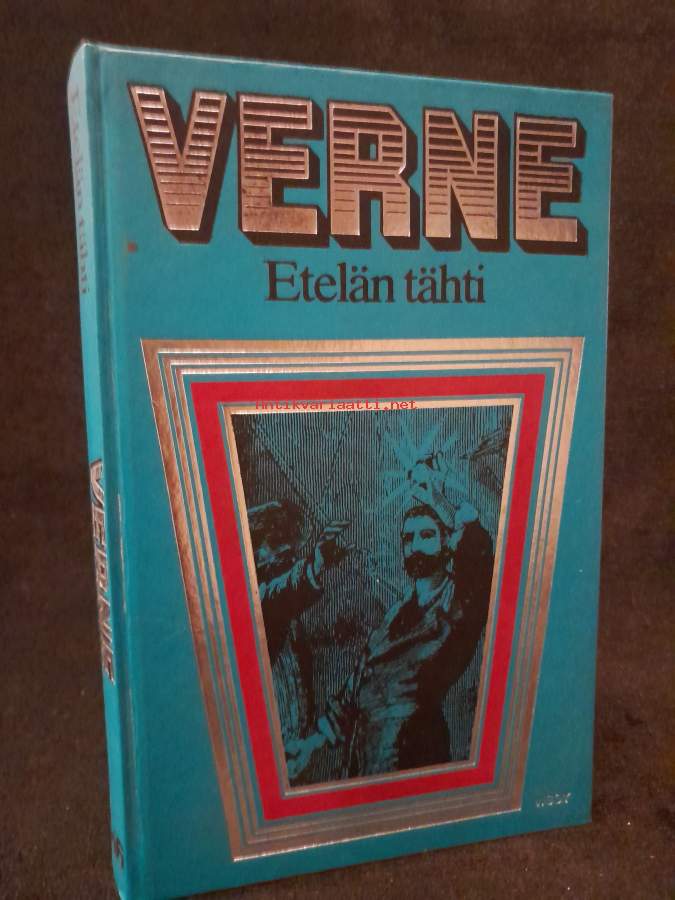 VERNE
Etelän tähti
Antikvariaatti.net
WSOY
Etelän tähti
VERNE